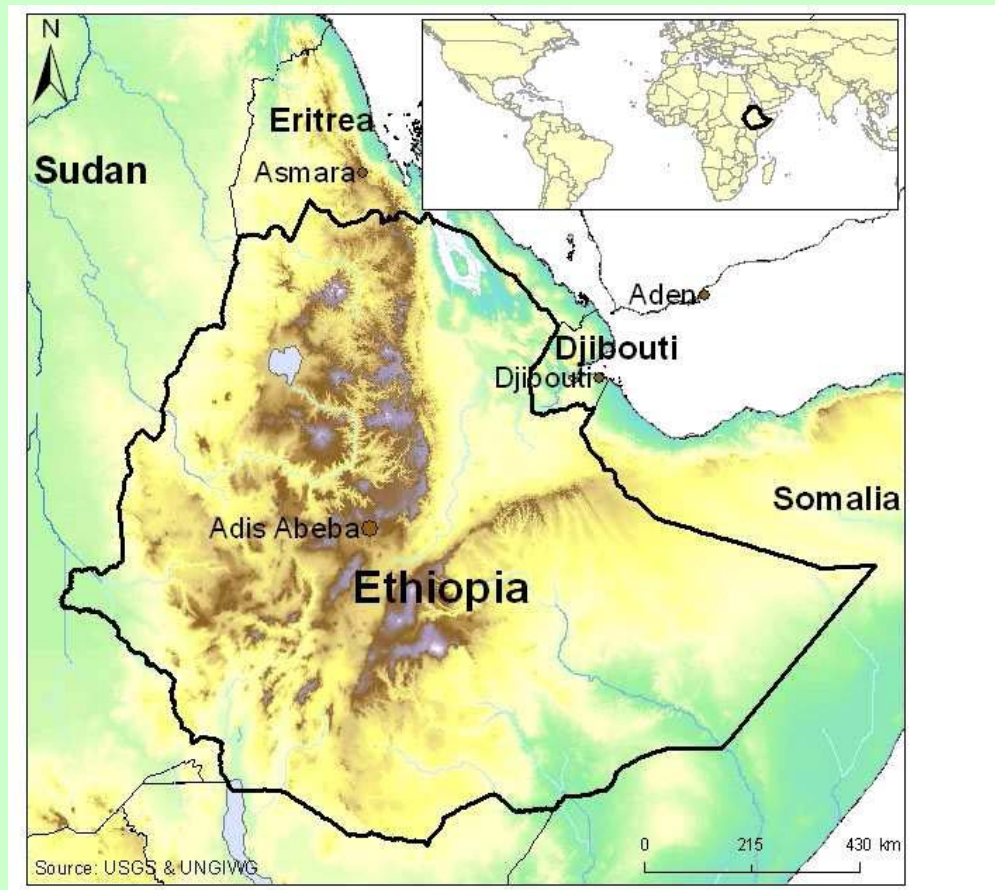 N
Eritrea
Sudan
Asmara
Aden
Djibouti
Djibouti
Somalia
Adis Abeba
Ethiopia
0 215 430 km
Source: USGS & UNGIWG